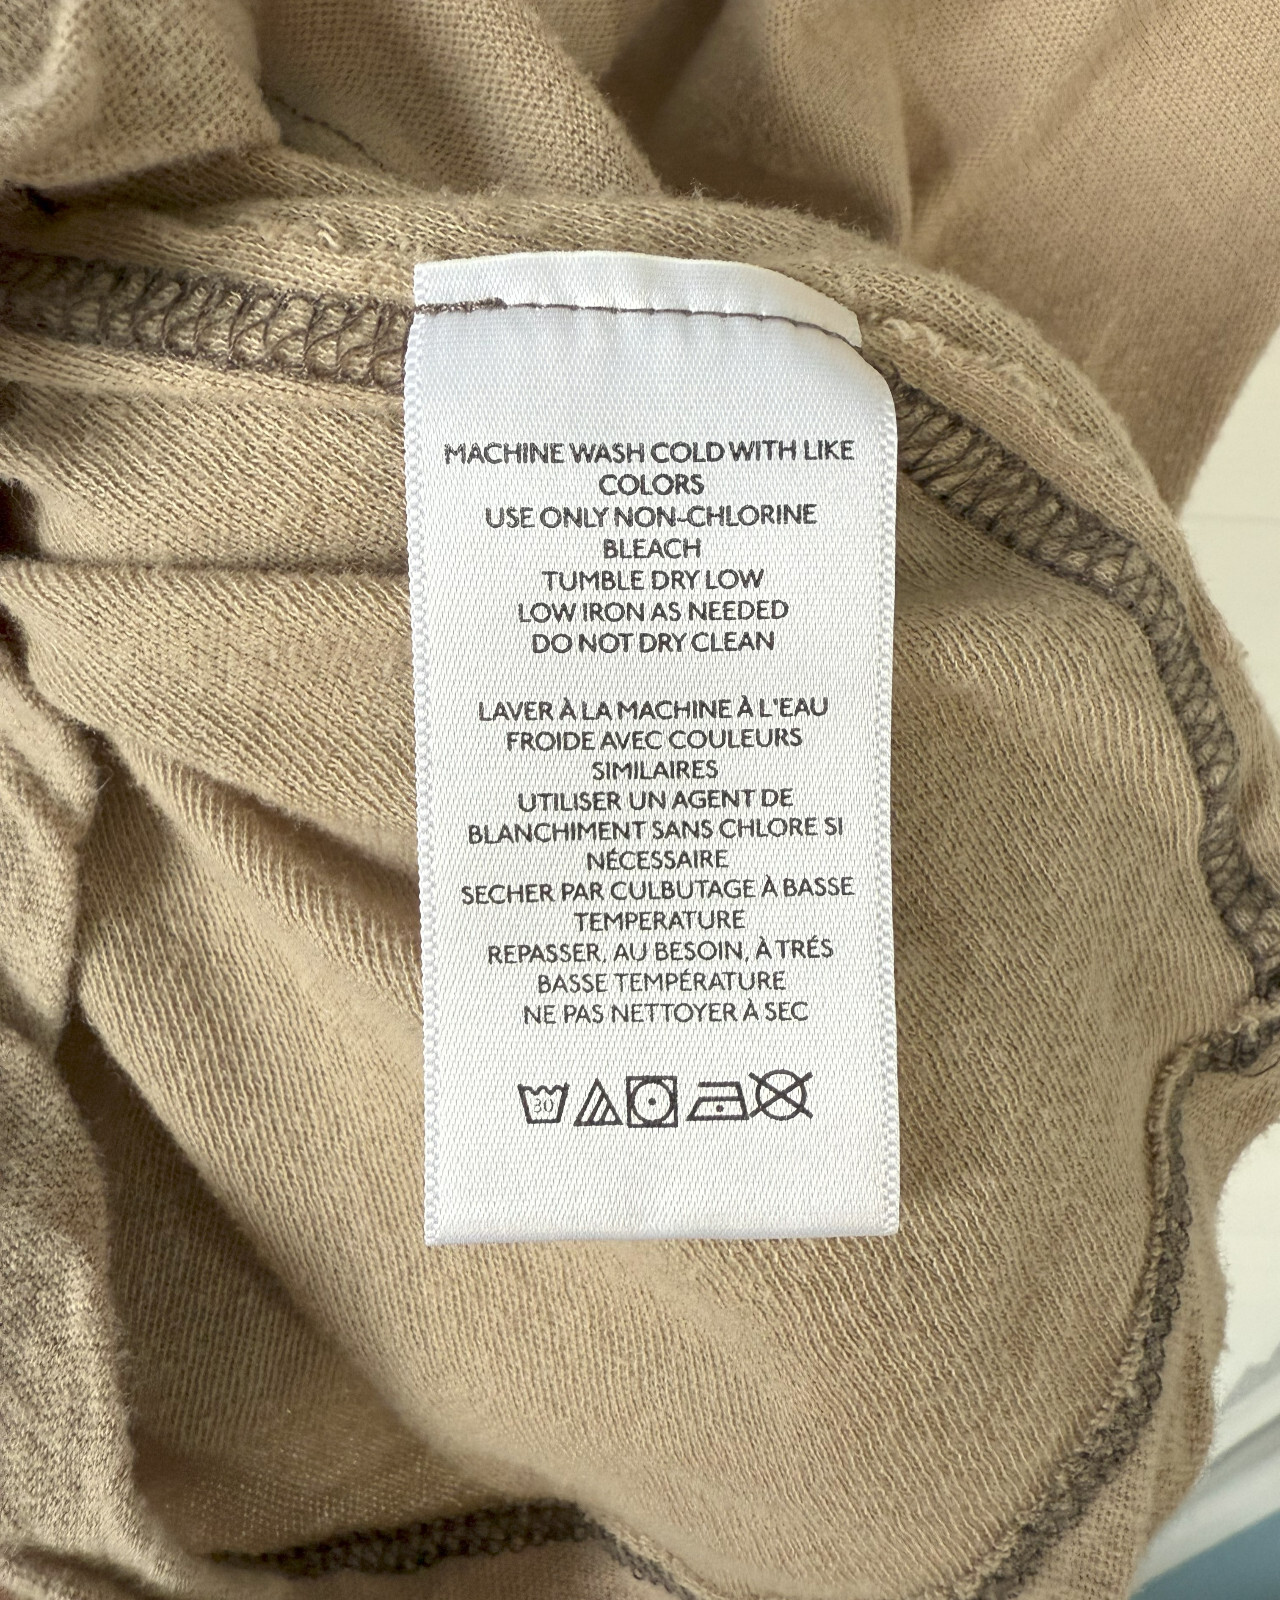 MACHINE WASH COLD WITH LIKE
COLORS
USE ONLY NON-CHLORINE
BLEACH
TUMBLE DRY LOW
LOW IRON AS NEEDED
DO NOT DRY CLEAN
LAVER À LA MACHINE À L'EAU
FROIDE AVEC COULEURS
SIMILAIRES
UTILISER UN AGENT DE
BLANCHIMENT SANS CHLORE SI
NÉCESSAIRE
SECHER PAR CULBUTAGE À BASSE
TEMPERATURE
REPASSER, AU BESOIN, À TRÉS
BASSE TEMPÉRATURE
NE PAS NETTOYER À SEC
30